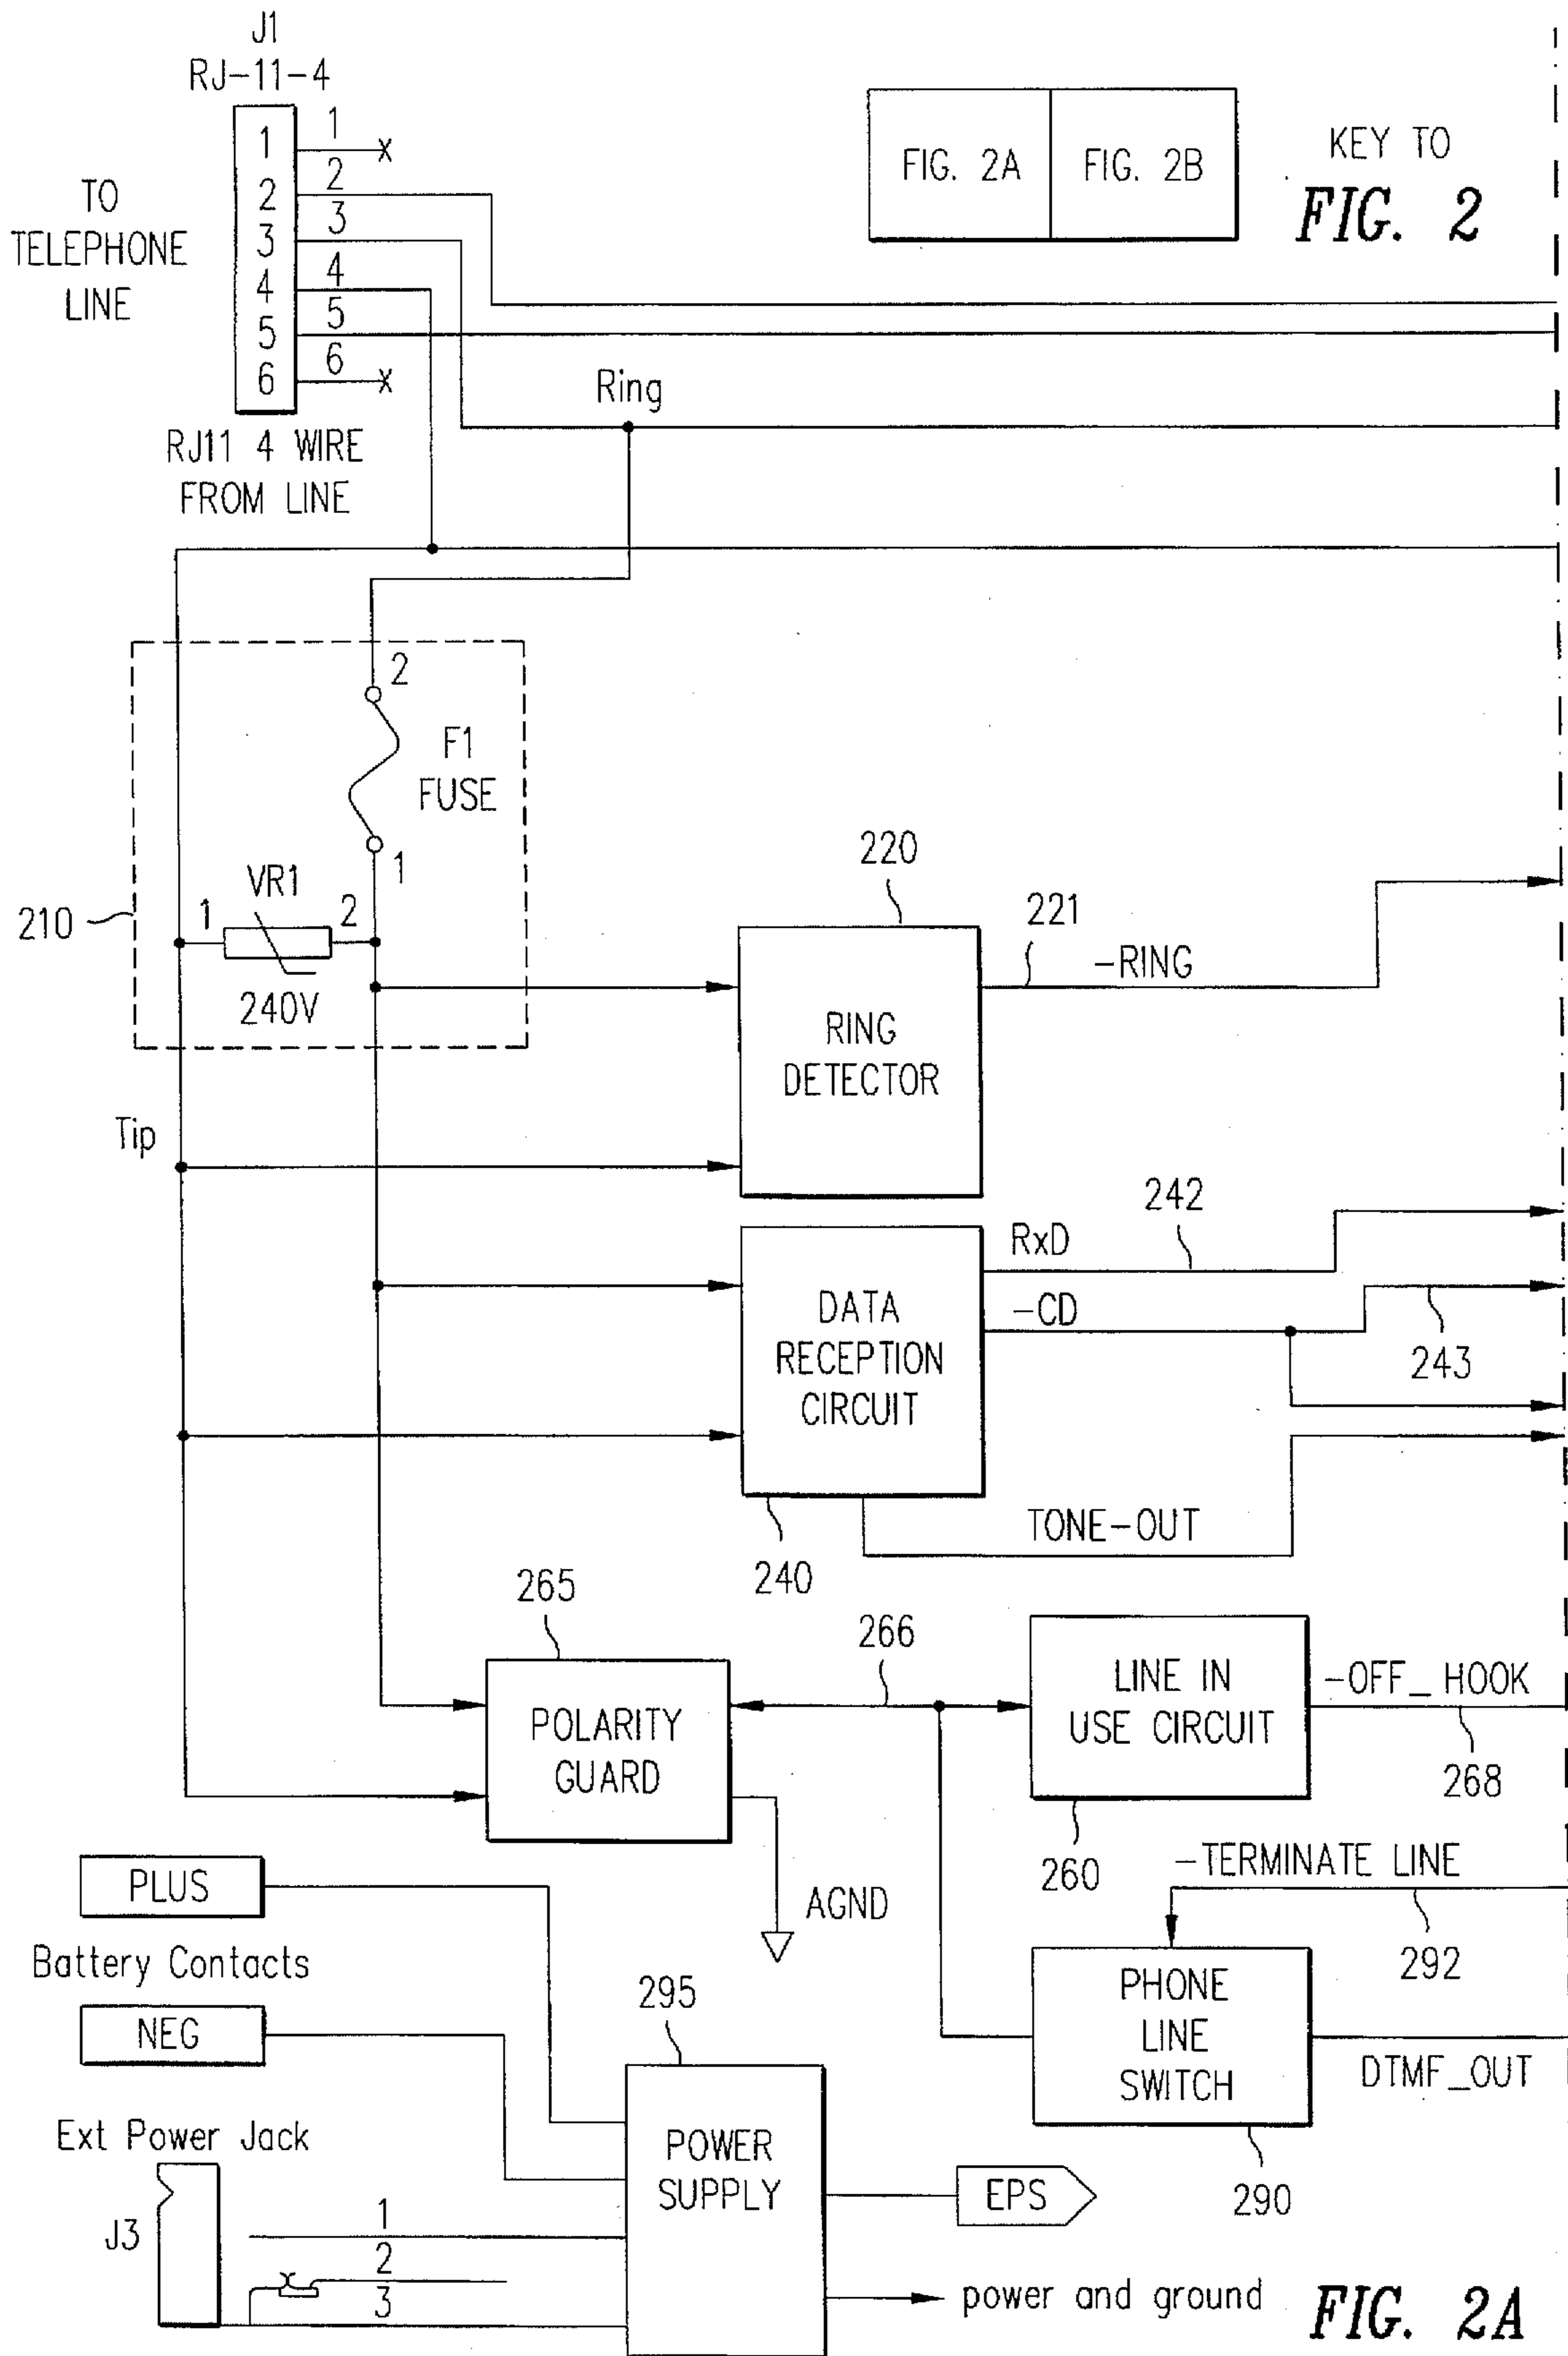 J1
RJ-11-4
1 1
2 2
3 3
4 4
5 5
6 6
TO
TELEPHONE
LINE
RJ11 4 WIRE
FROM LINE
FIG. 2A FIG. 2B
KEY TO
FIG. 2
Ring
2
F1
FUSE
1
VR1
1 2
240V
210
220
221
-RING
RING
DETECTOR
Tip
242
RxD
-CD
243
DATA
RECEPTION
CIRCUIT
TONE-OUT
240
265
266
POLARITY
GUARD
LINE IN
USE CIRCUIT
-OFF_HOOK
268
260
AGND
-TERMINATE LINE
292
PLUS
Battery Contacts
NEG
295
PHONE
LINE
SWITCH
DTMF_OUT
290
Ext Power Jack
J3
1
2
3
POWER
SUPPLY
EPS
power and ground
FIG. 2A